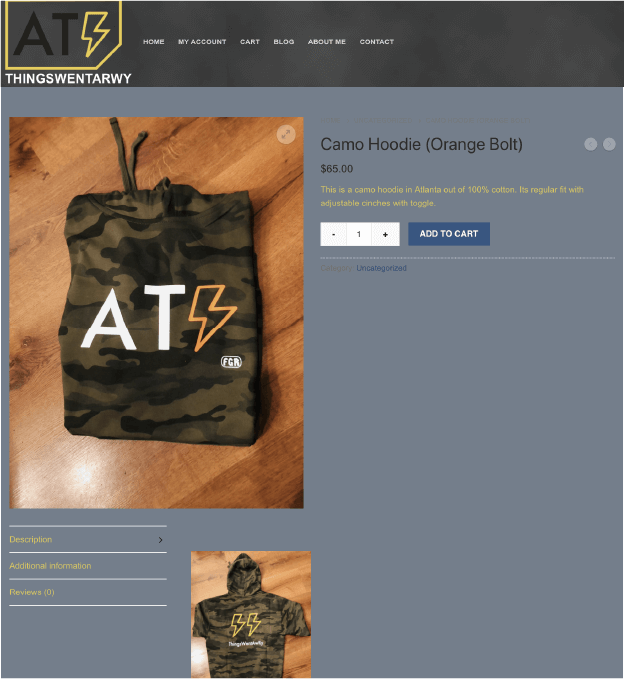 AT
THINGSWENTARWY
HOME MY ACCOUNT CART BLOG ABOUT ME CONTACT
Camo Hoodie (Orange Bolt)
$65.00
This is a camo hoodie in Atlanta out of 100% cotton. Its regular fit with
adjustable cinches with toggle.
- 1 + ADD TO CART
Category: Uncategorized
AT
FGR
Description
Additional information
Reviews (0)